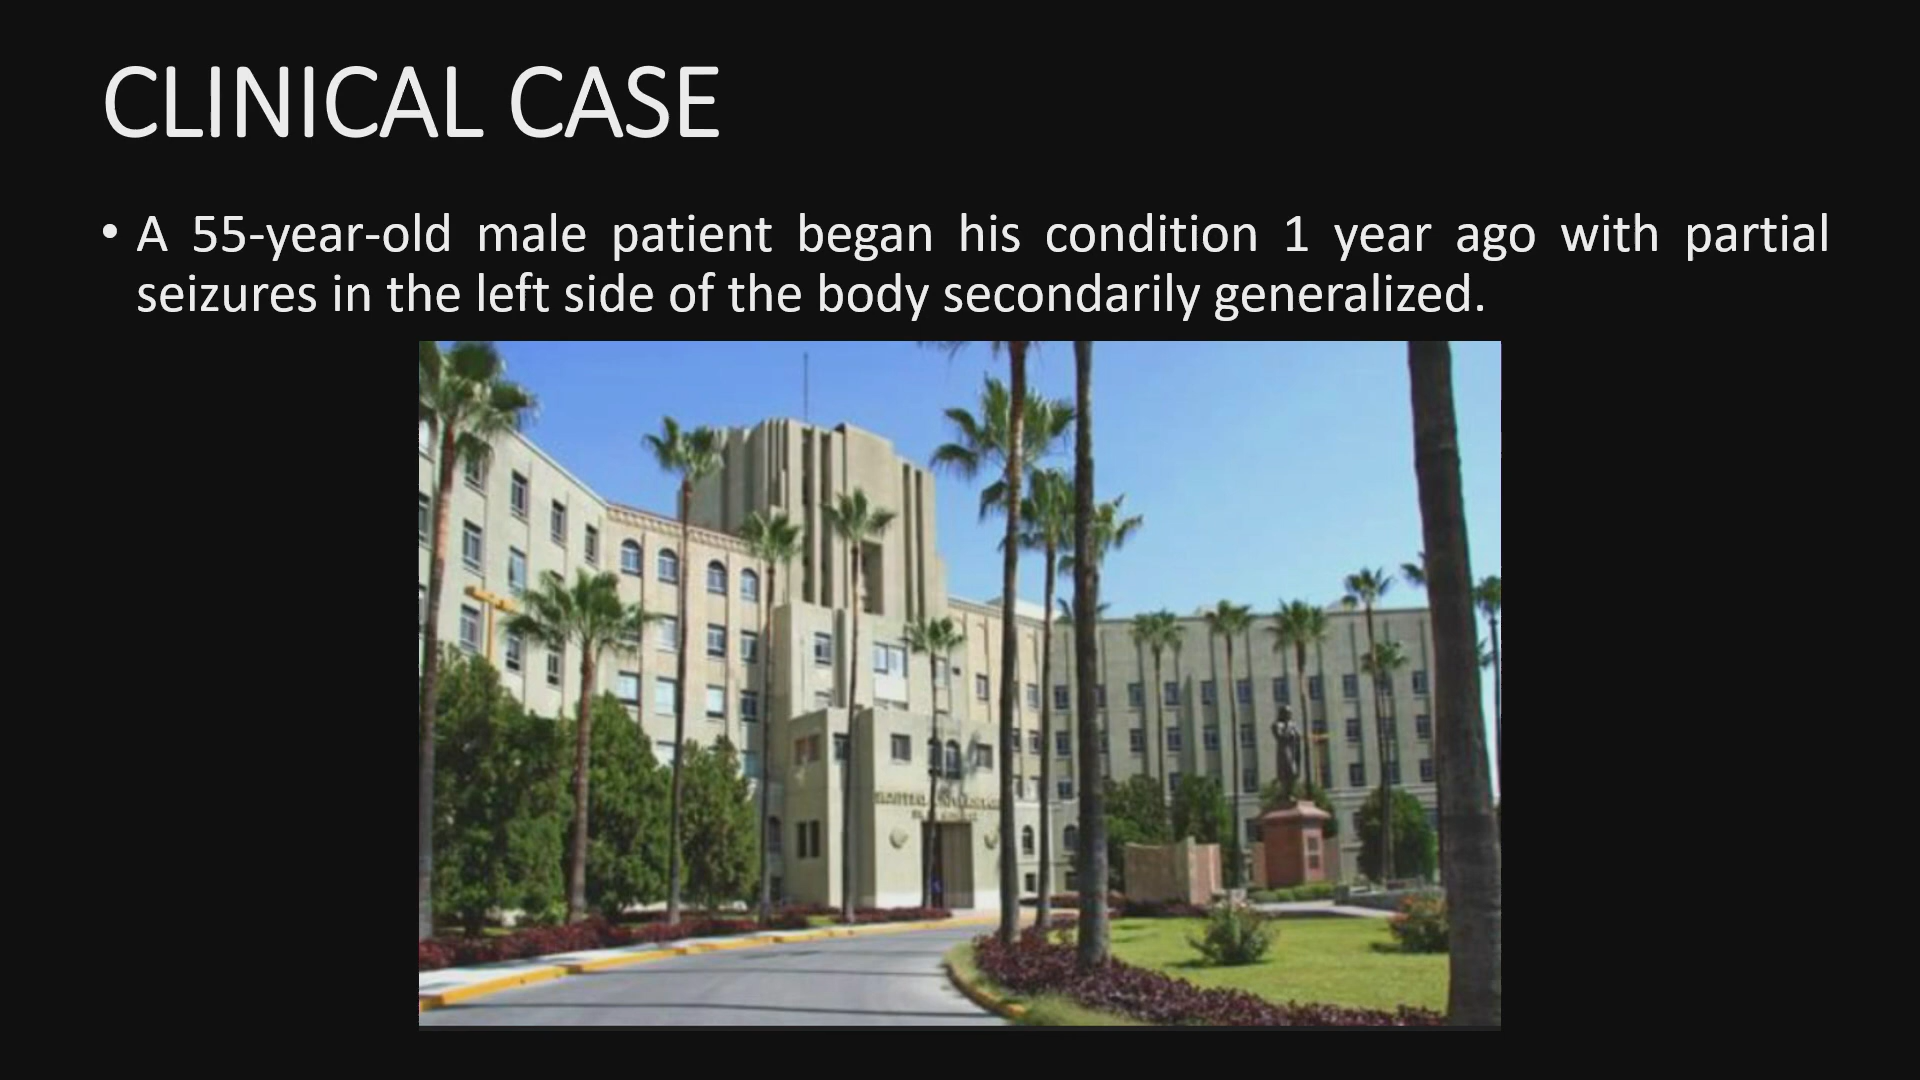 CLINICAL CASE
• A 55-year-old male patient began his condition 1 year ago with partial
seizures in the left side of the body secondarily generalized.